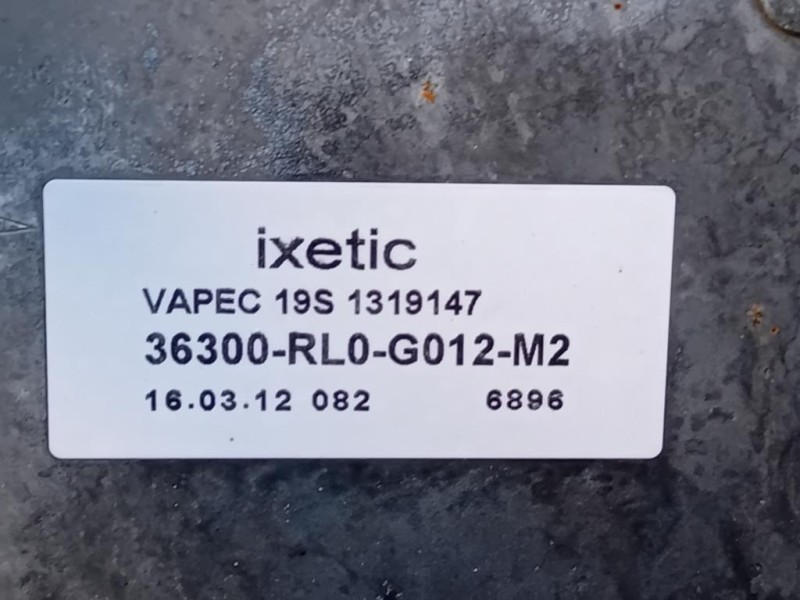 ixetic
VAPEC 19S 1319147
36300-RL0-G012-M2
16.03.12 082 6896